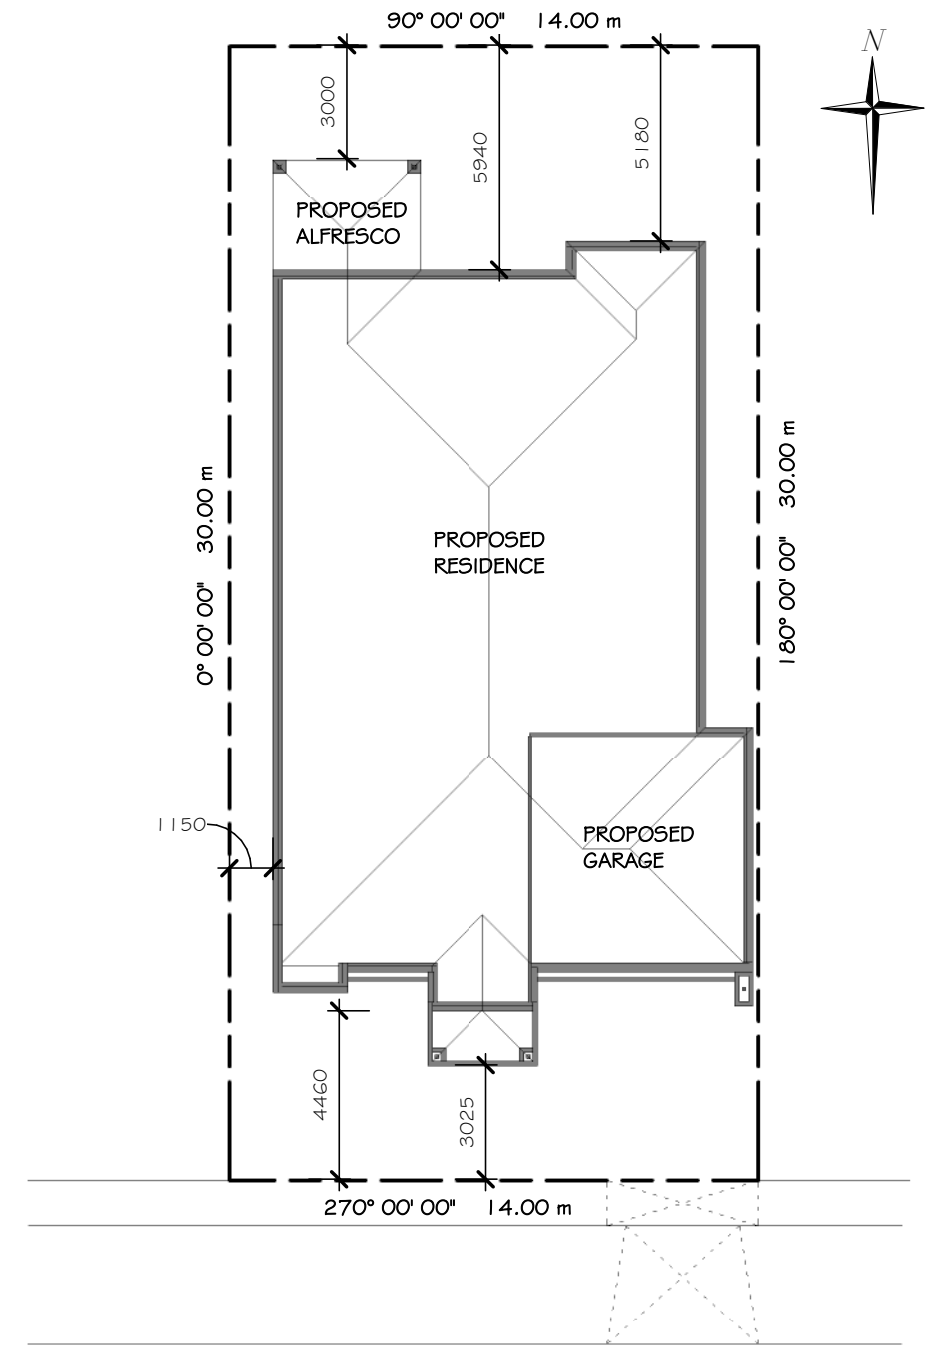 90° 00' 00" 14.00 m
N
3000
5940
5180
PROPOSED
ALFRESCO
0° 00' 00" 30.00 m
180° 00' 00" 30.00 m
PROPOSED
RESIDENCE
1150
PROPOSED
GARAGE
4460
3025
270° 00' 00" 14.00 m